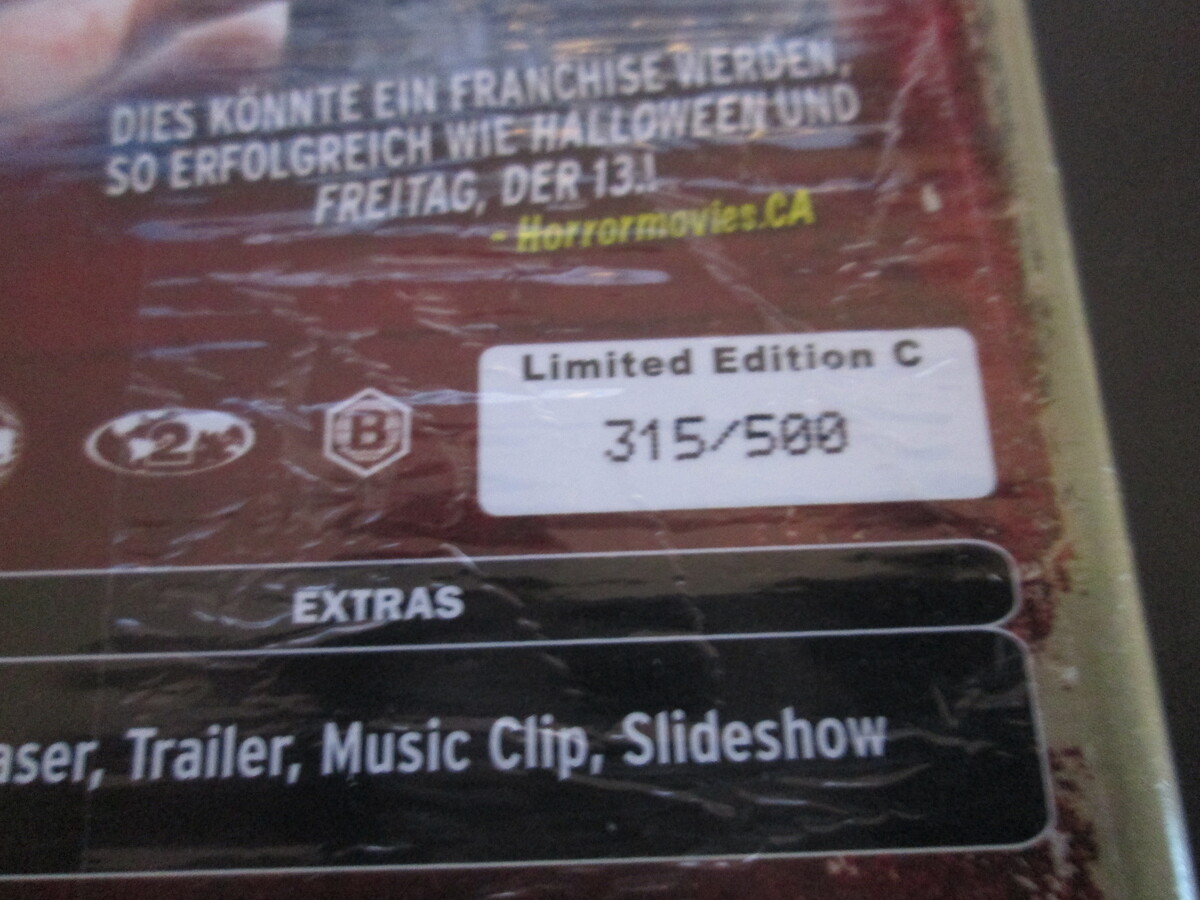 DIES KÖNNTE EIN FRANCHISE WERDEN,
SO ERFOLGREICH WIE HALLOWEEN UND
FREITAG, DER 13.!
- Horrormovies.CA
Limited Edition C
315/500
2
B
EXTRAS
aser, Trailer, Music Clip, Slideshow